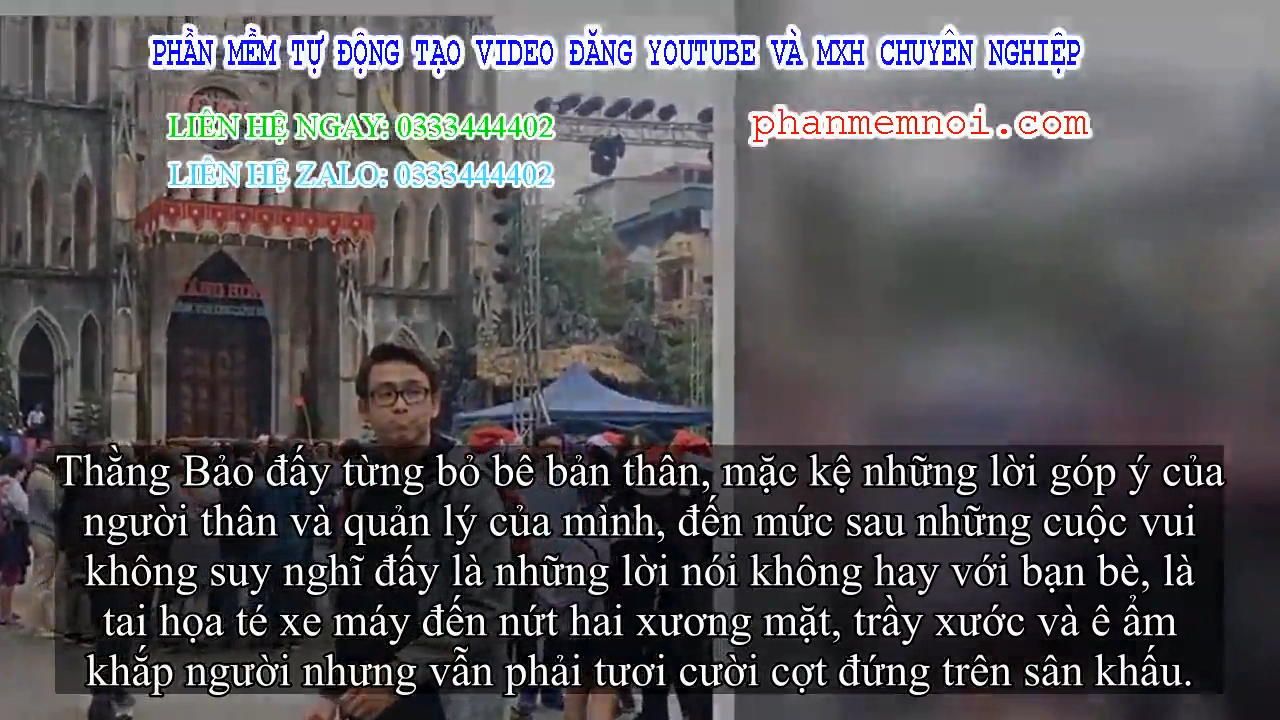 PHẦN MỀM TỰ ĐỘNG TẠO VIDEO ĐĂNG YOUTUBE VÀ MXH CHUYÊN NGHIỆP
LIÊN HỆ NGAY: 0333444402
phanmemnoi.com
LIÊN HỆ ZALO: 0333444402
Thằng Bảo đấy từng bỏ bê bản thân, mặc kệ những lời góp ý của
người thân và quản lý của mình, đến mức sau những cuộc vui
không suy nghĩ đấy là những lời nói không hay với bạn bè, là
tai họa té xe máy đến nứt hai xương mặt, trầy xước và ê ẩm
khắp người nhưng vẫn phải tươi cười cợt đứng trên sân khấu.